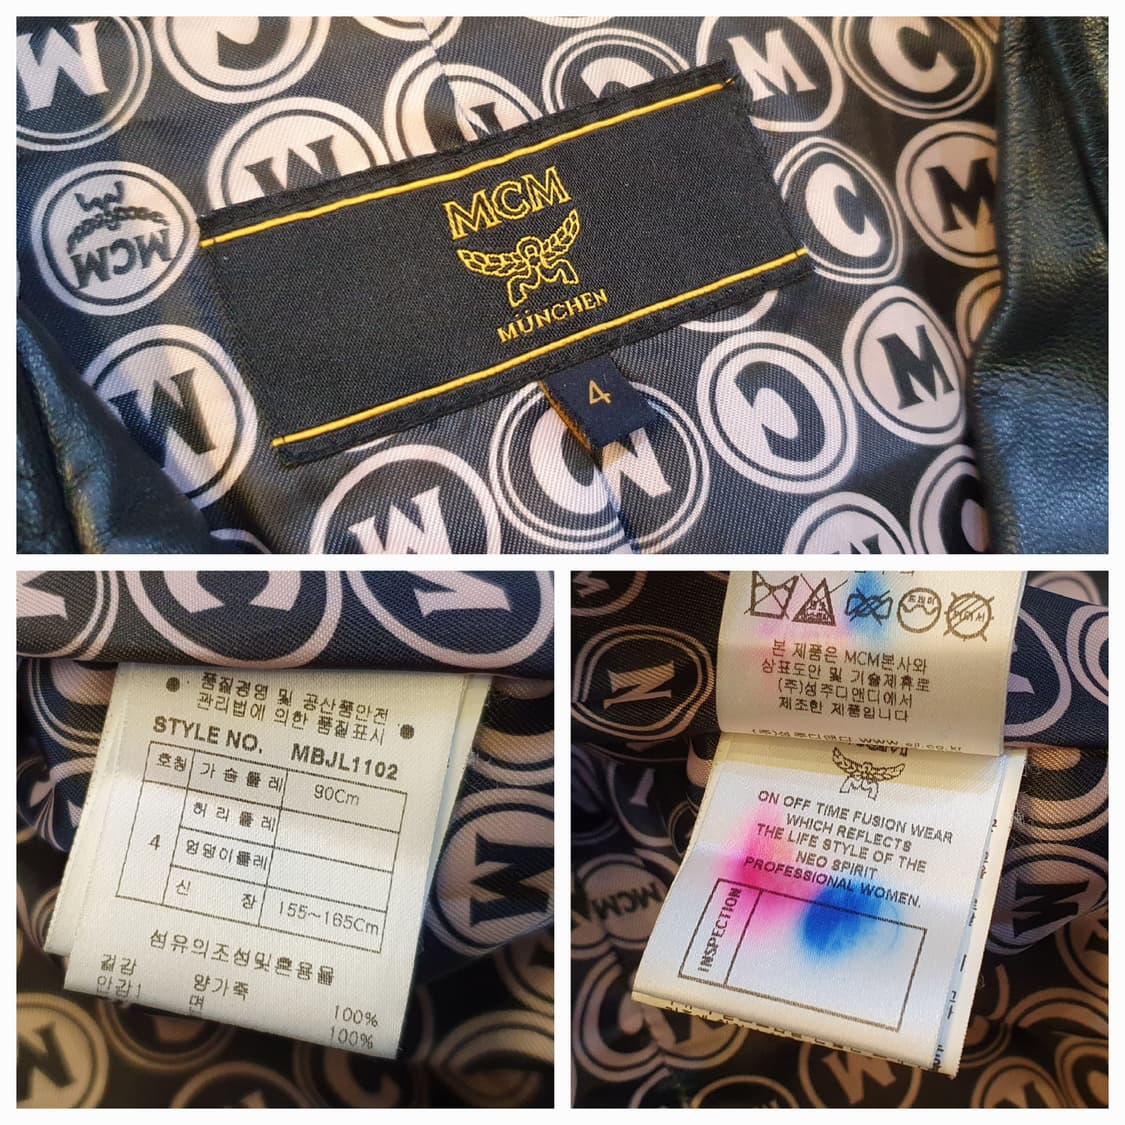 MCM
MÜNCHEN
4
MCM
품질경영 및 공산품안전
관리법에 의한 품질표시
STYLE NO. MBJL1102
호칭 가슴둘레 90Cm
허리둘레
4 엉덩이둘레
신 장 155~165Cm
섬유의조성및혼용율
겉감 양가죽 100%
안감1 면 100%
드라이
본 제품은 MCM본사와
상표도안 및 기술제휴로
(주)성주디앤디에서
제조한 제품입니다
ON OFF TIME FUSION WEAR
WHICH REFLECTS
THE LIFE STYLE OF THE
NEO SPIRIT
PROFESSIONAL WOMEN.
INSPECTION